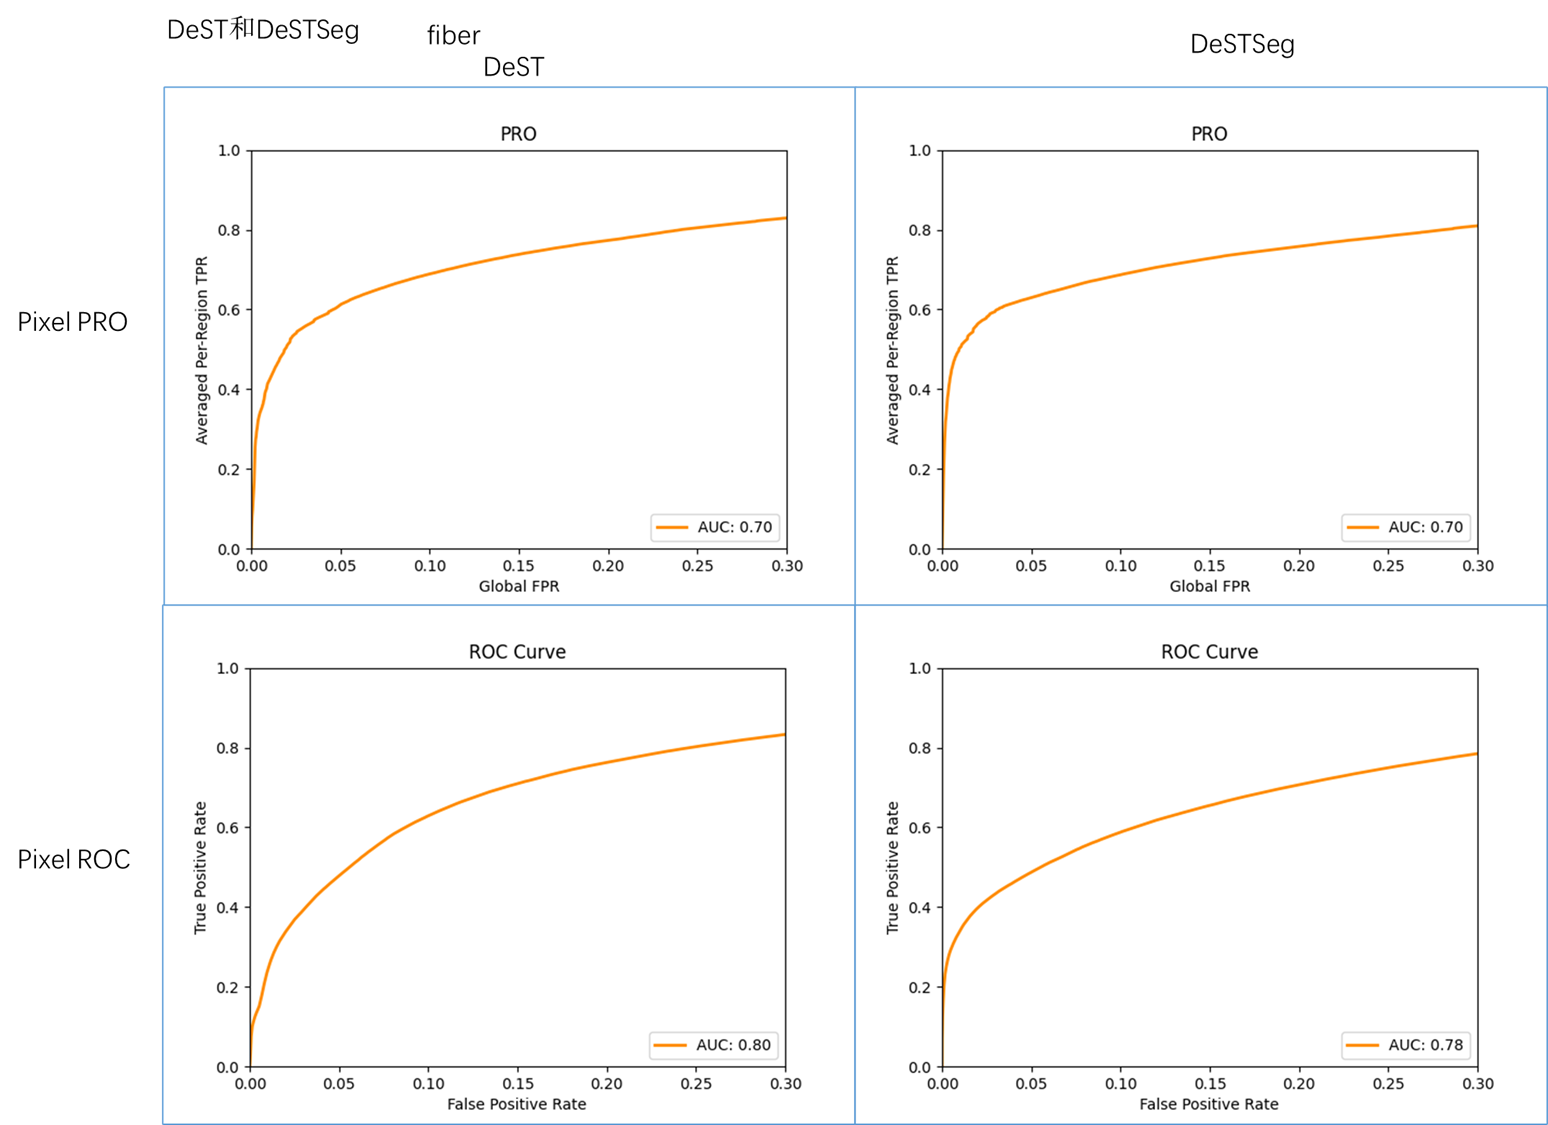 DeST和DeSTSeg
fiber
DeST
DeSTSeg
Pixel PRO
PRO
1.0
0.8
0.6
0.4
0.2
0.0
Averaged Per-Region TPR
AUC: 0.70
0.00 0.05 0.10 0.15 0.20 0.25 0.30
Global FPR
PRO
1.0
0.8
0.6
0.4
0.2
0.0
Averaged Per-Region TPR
AUC: 0.70
0.00 0.05 0.10 0.15 0.20 0.25 0.30
Global FPR
Pixel ROC
ROC Curve
1.0
0.8
0.6
0.4
0.2
0.0
True Positive Rate
AUC: 0.80
0.00 0.05 0.10 0.15 0.20 0.25 0.30
False Positive Rate
ROC Curve
1.0
0.8
0.6
0.4
0.2
0.0
True Positive Rate
AUC: 0.78
0.00 0.05 0.10 0.15 0.20 0.25 0.30
False Positive Rate